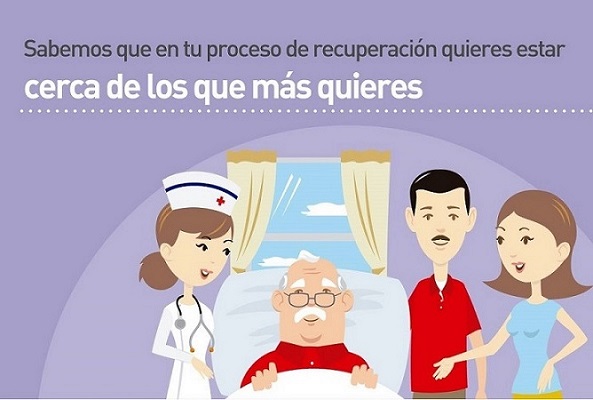 Sabemos que en tu proceso de recuperación quieres estar
cerca de los que más quieres